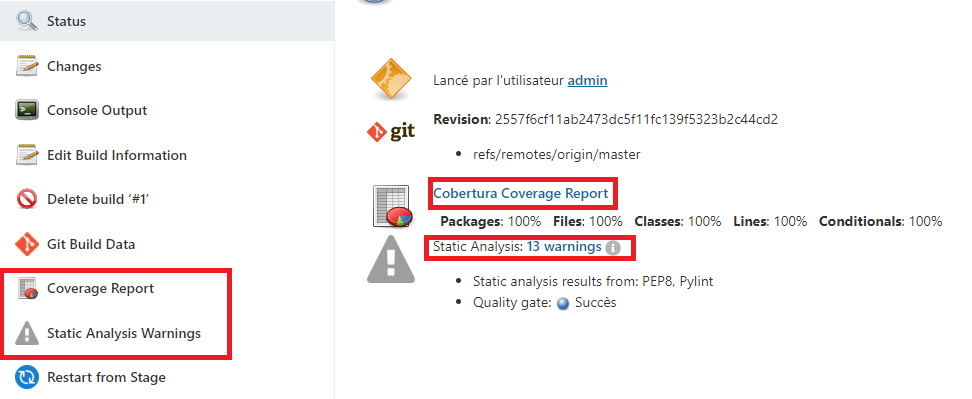 Status
Changes
Console Output
Edit Build Information
Delete build ‘#1’
Git Build Data
Coverage Report
Static Analysis Warnings
Restart from Stage
Lancé par l'utilisateur admin
git
Revision: 2557f6cf11ab2473dc5f11fc139f5323b2c44cd2
refs/remotes/origin/master
Cobertura Coverage Report
Packages: 100% Files: 100% Classes: 100% Lines: 100% Conditionals: 100%
Static Analysis: 13 warnings
Static analysis results from: PEP8, Pylint
Quality gate: Succès